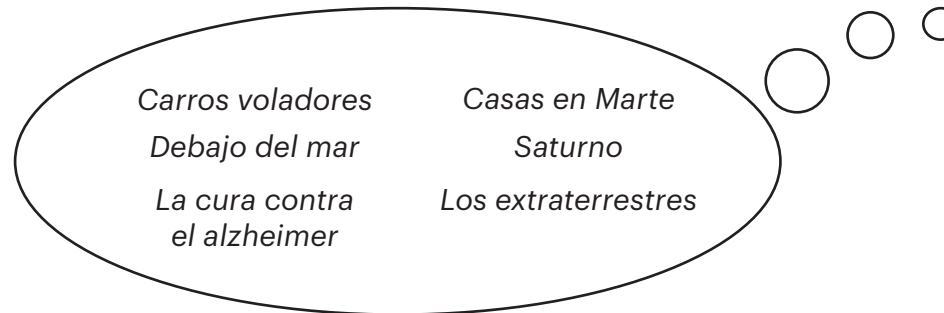 Carros voladores
Casas en Marte
Debajo del mar
Saturno
La cura contra
el alzheimer
Los extraterrestres